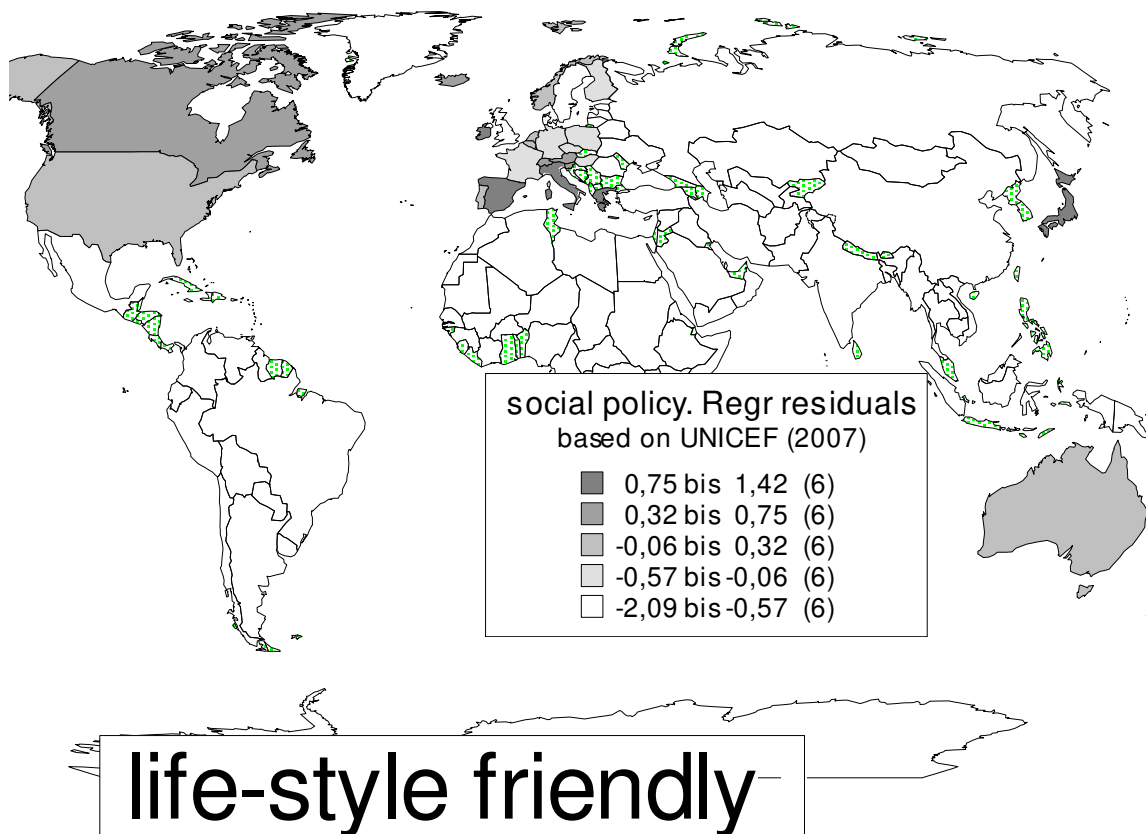 social policy. Regr residuals
based on UNICEF (2007)
0,75 bis 1,42 (6)
0,32 bis 0,75 (6)
-0,06 bis 0,32 (6)
-0,57 bis -0,06 (6)
-2,09 bis -0,57 (6)
life-style friendly